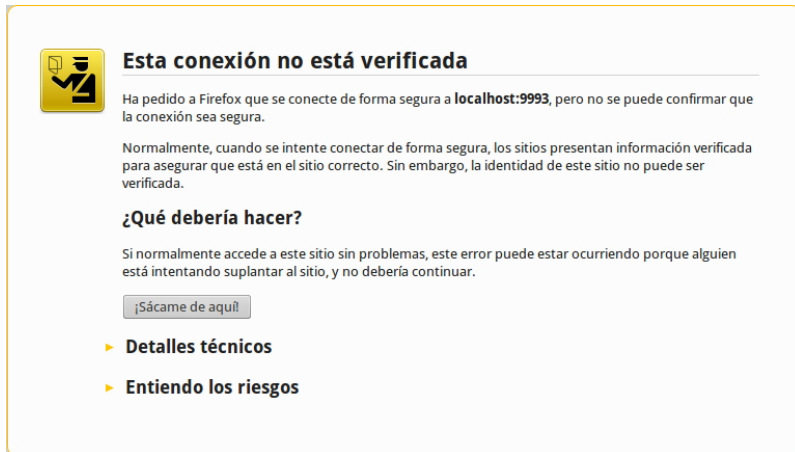 Esta conexión no está verificada
Ha pedido a Firefox que se conecte de forma segura a localhost:9993, pero no se puede confirmar que
la conexión sea segura.
Normalmente, cuando se intente conectar de forma segura, los sitios presentan información verificada
para asegurar que está en el sitio correcto. Sin embargo, la identidad de este sitio no puede ser
verificada.
¿Qué debería hacer?
Si normalmente accede a este sitio sin problemas, este error puede estar ocurriendo porque alguien
está intentando suplantar al sitio, y no debería continuar.
¡Sácame de aquí!
Detalles técnicos
Entiendo los riesgos